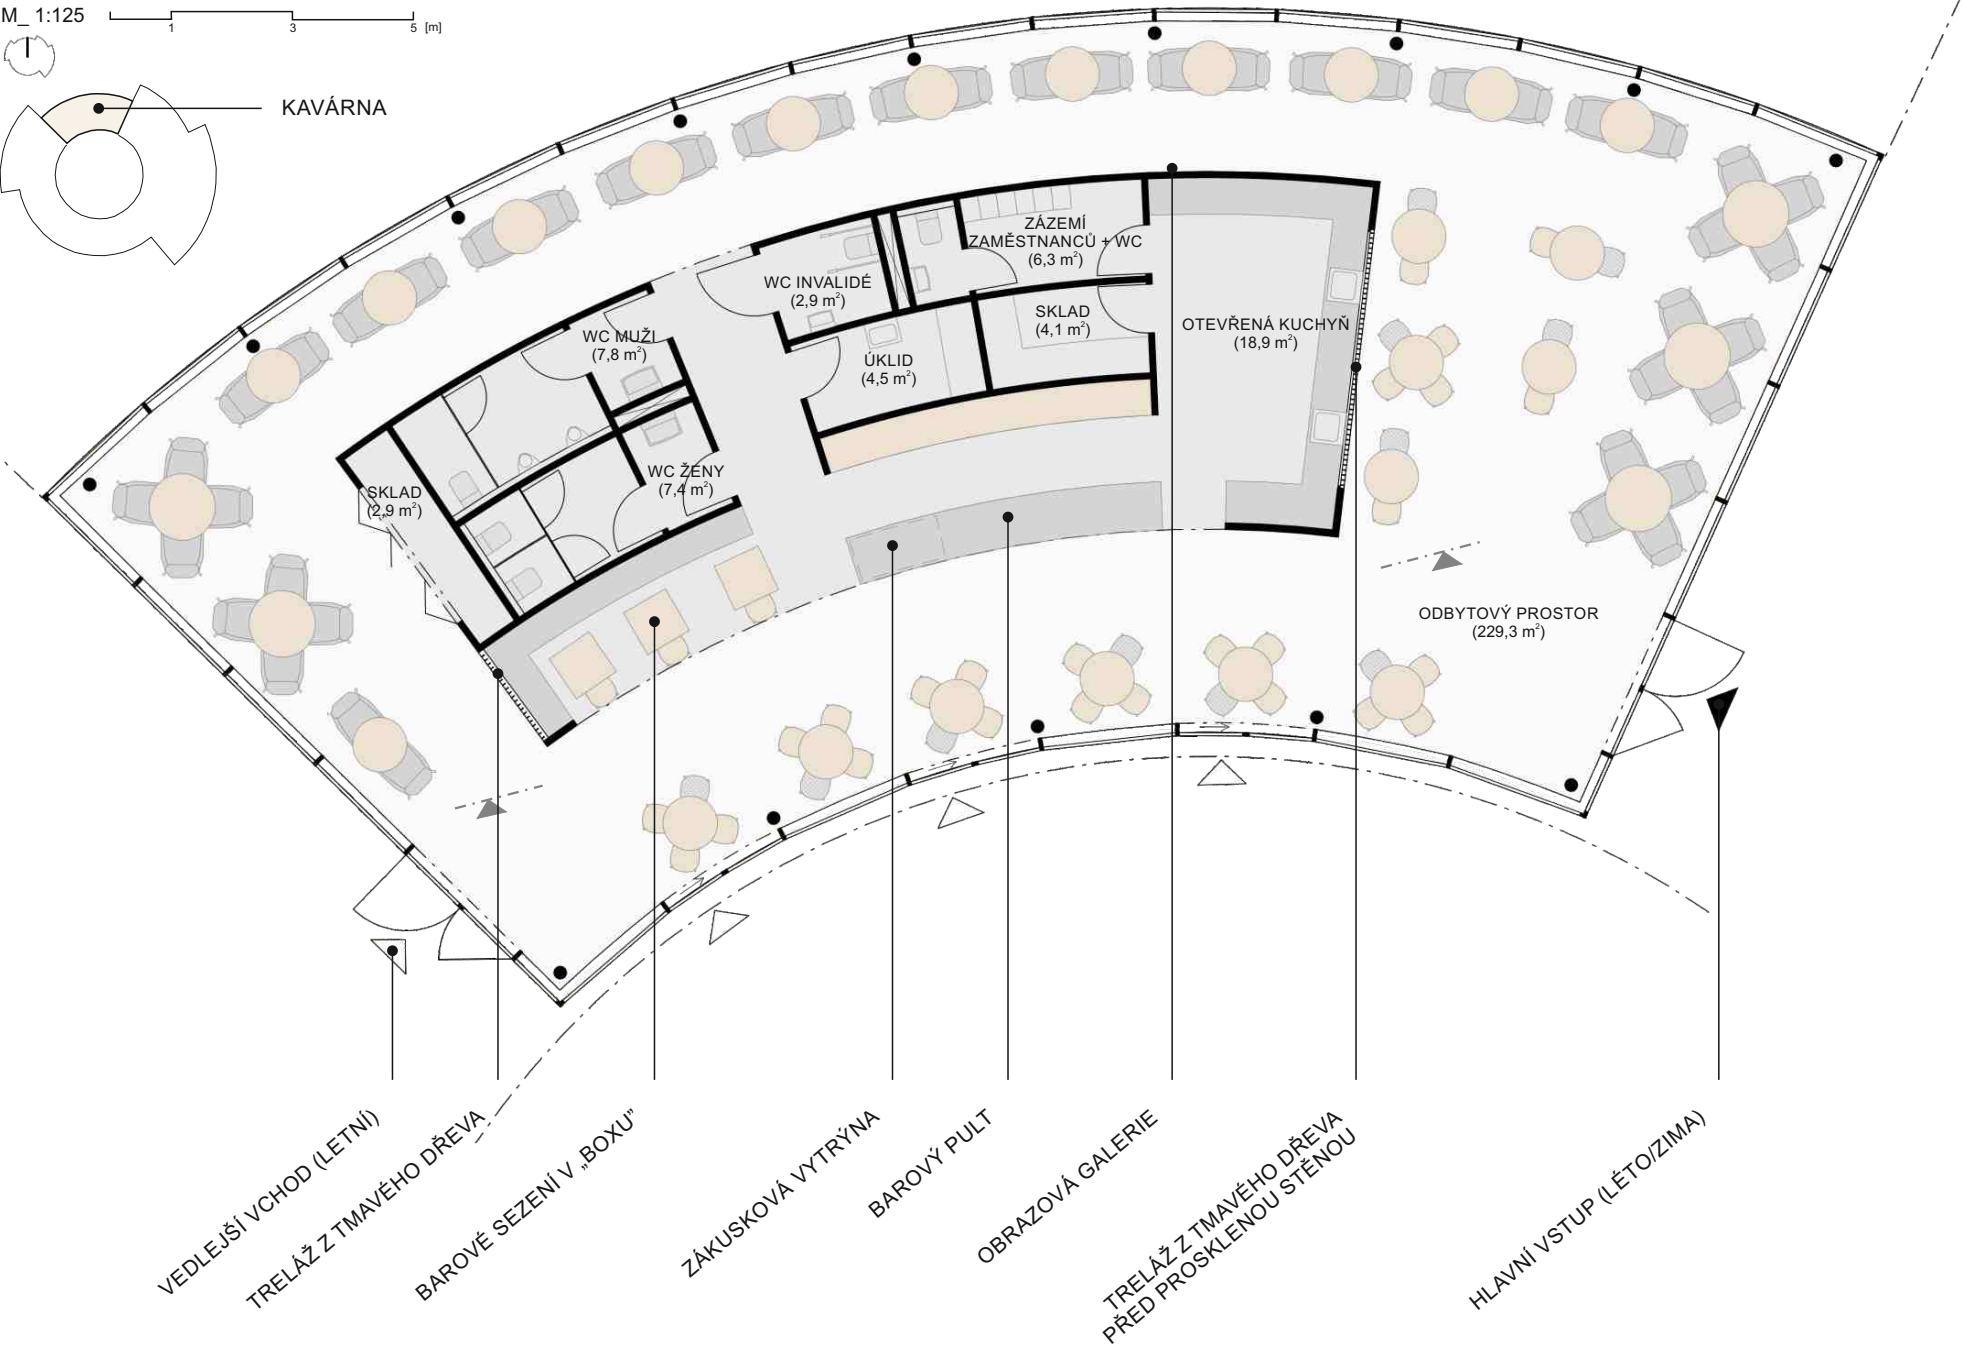 M_ 1:125
1 3 5 [m]
KAVÁRNA
ZÁZEMÍ
ZAMĚSTNANCŮ + WC
(6,3 m²)
WC INVALIDÉ
(2,9 m²)
SKLAD
(4,1 m²)
OTEVŘENÁ KUCHYŇ
(18,9 m²)
WC MUŽI
(7,8 m²)
ÚKLID
(4,5 m²)
WC ŽENY
(7,4 m²)
SKLAD
(2,9 m²)
ODBYTOVÝ PROSTOR
(229,3 m²)
VEDLEJŠÍ VCHOD (LETNÍ)
TRELÁŽ Z TMAVÉHO DŘEVA
BAROVÉ SEZENÍ V „BOXU”
ZÁKUSKOVÁ VYTRÝNA
BAROVÝ PULT
OBRAZOVÁ GALERIE
TRELÁŽ Z TMAVÉHO DŘEVA
PŘED PROSKLENOU STĚNOU
HLAVNÍ VSTUP (LÉTO/ZIMA)